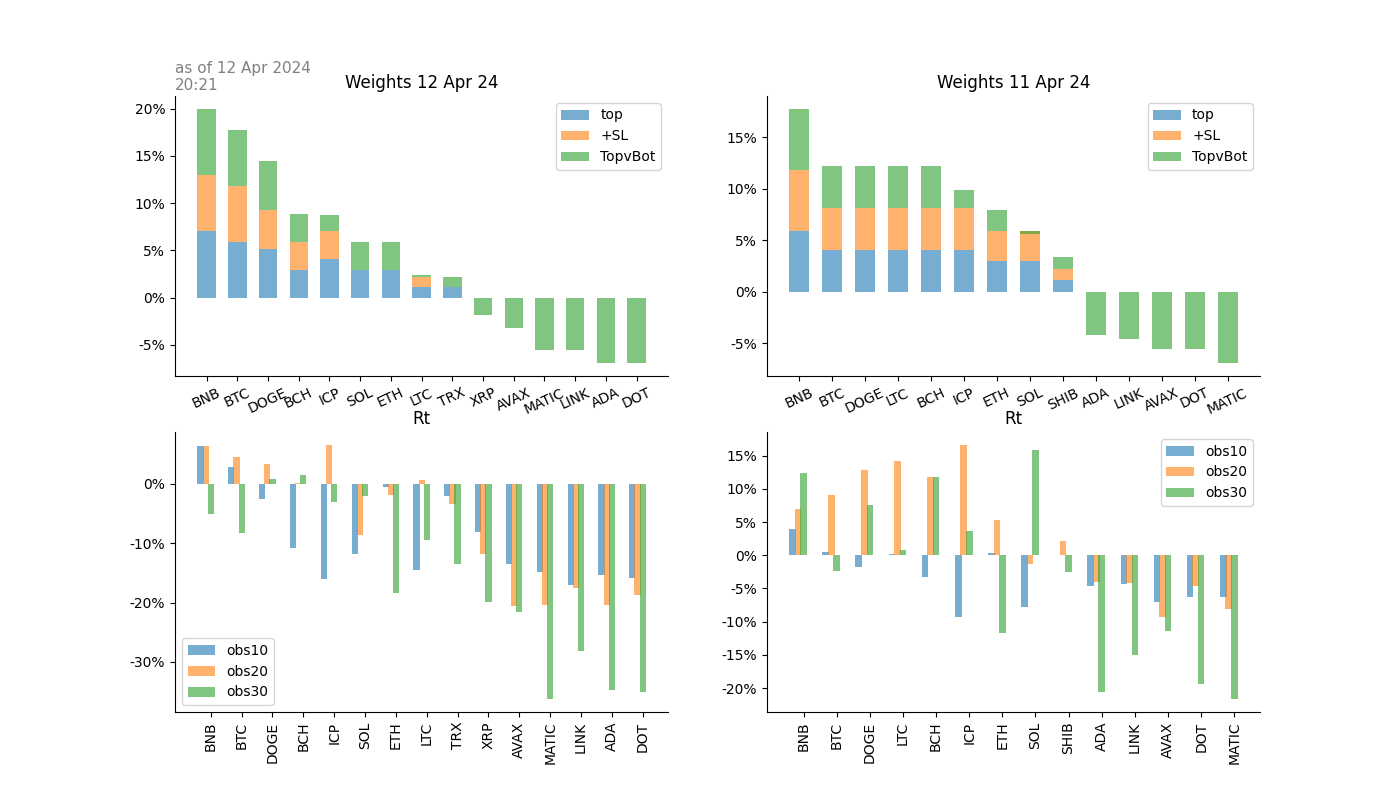 as of 12 Apr 2024
20:21
Weights 12 Apr 24
20%
15%
10%
5%
0%
-5%
top
+SL
TopvBot
BNB BTC DOGE BCH ICP SOL ETH LTC TRX XRP AVAX MATIC LINK ADA DOT
Weights 11 Apr 24
15%
10%
5%
0%
-5%
top
+SL
TopvBot
BNB BTC DOGE LTC BCH ICP ETH SOL SHIB ADA LINK AVAX DOT MATIC
Rt
0%
-10%
-20%
-30%
obs10
obs20
obs30
BNB BTC DOGE BCH ICP SOL ETH LTC TRX XRP AVAX MATIC LINK ADA DOT
Rt
15%
10%
5%
0%
-5%
-10%
-15%
-20%
obs10
obs20
obs30
BNB BTC DOGE LTC BCH ICP ETH SOL SHIB ADA LINK AVAX DOT MATIC